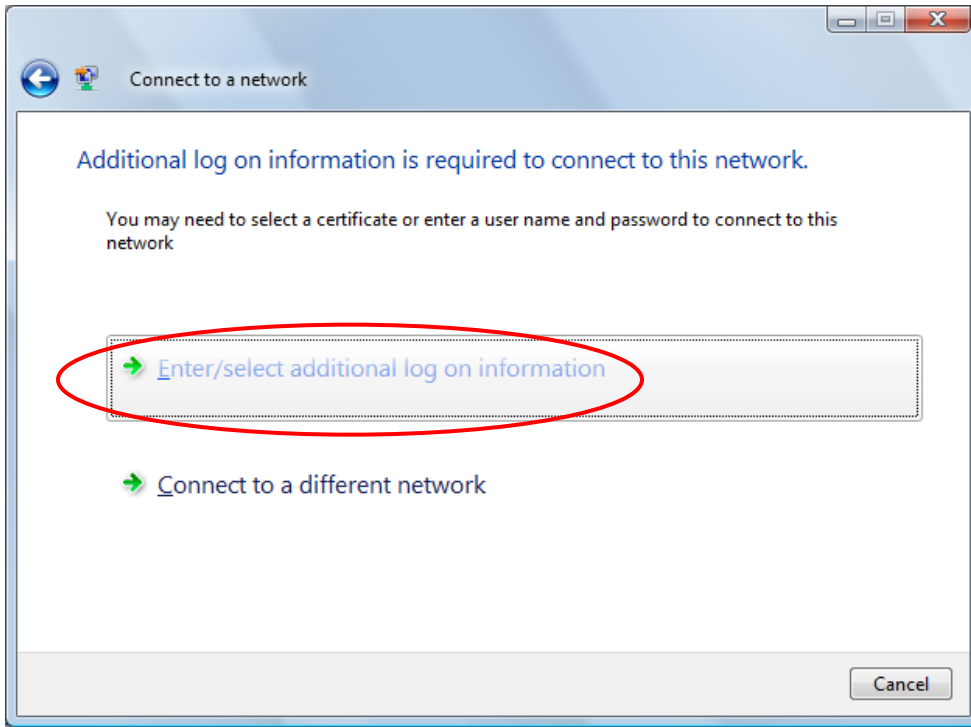 Connect to a network
Additional log on information is required to connect to this network.
You may need to select a certificate or enter a user name and password to connect to this
network
Enter/select additional log on information
Connect to a different network
Cancel